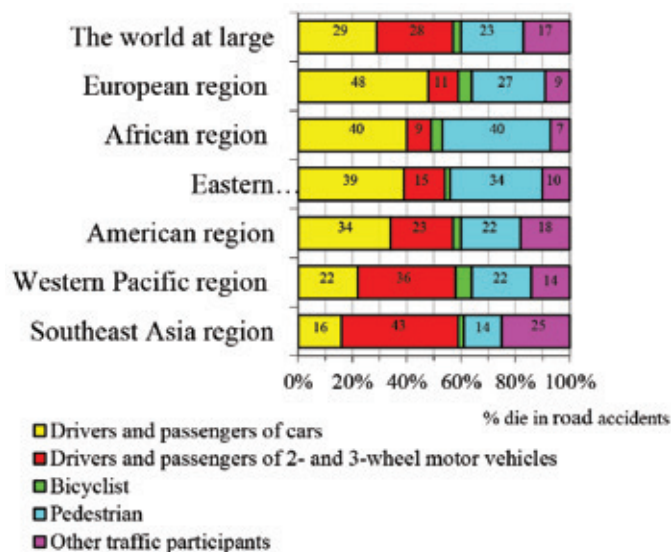 The world at large
29 28 23 17
European region
48 11 27 9
African region
40 9 40 7
Eastern...
39 15 34 10
American region
34 23 22 18
Western Pacific region
22 36 22 14
Southeast Asia region
16 43 14 25
0% 20% 40% 60% 80% 100%
% die in road accidents
Drivers and passengers of cars
Drivers and passengers of 2- and 3-wheel motor vehicles
Bicyclist
Pedestrian
Other traffic participants